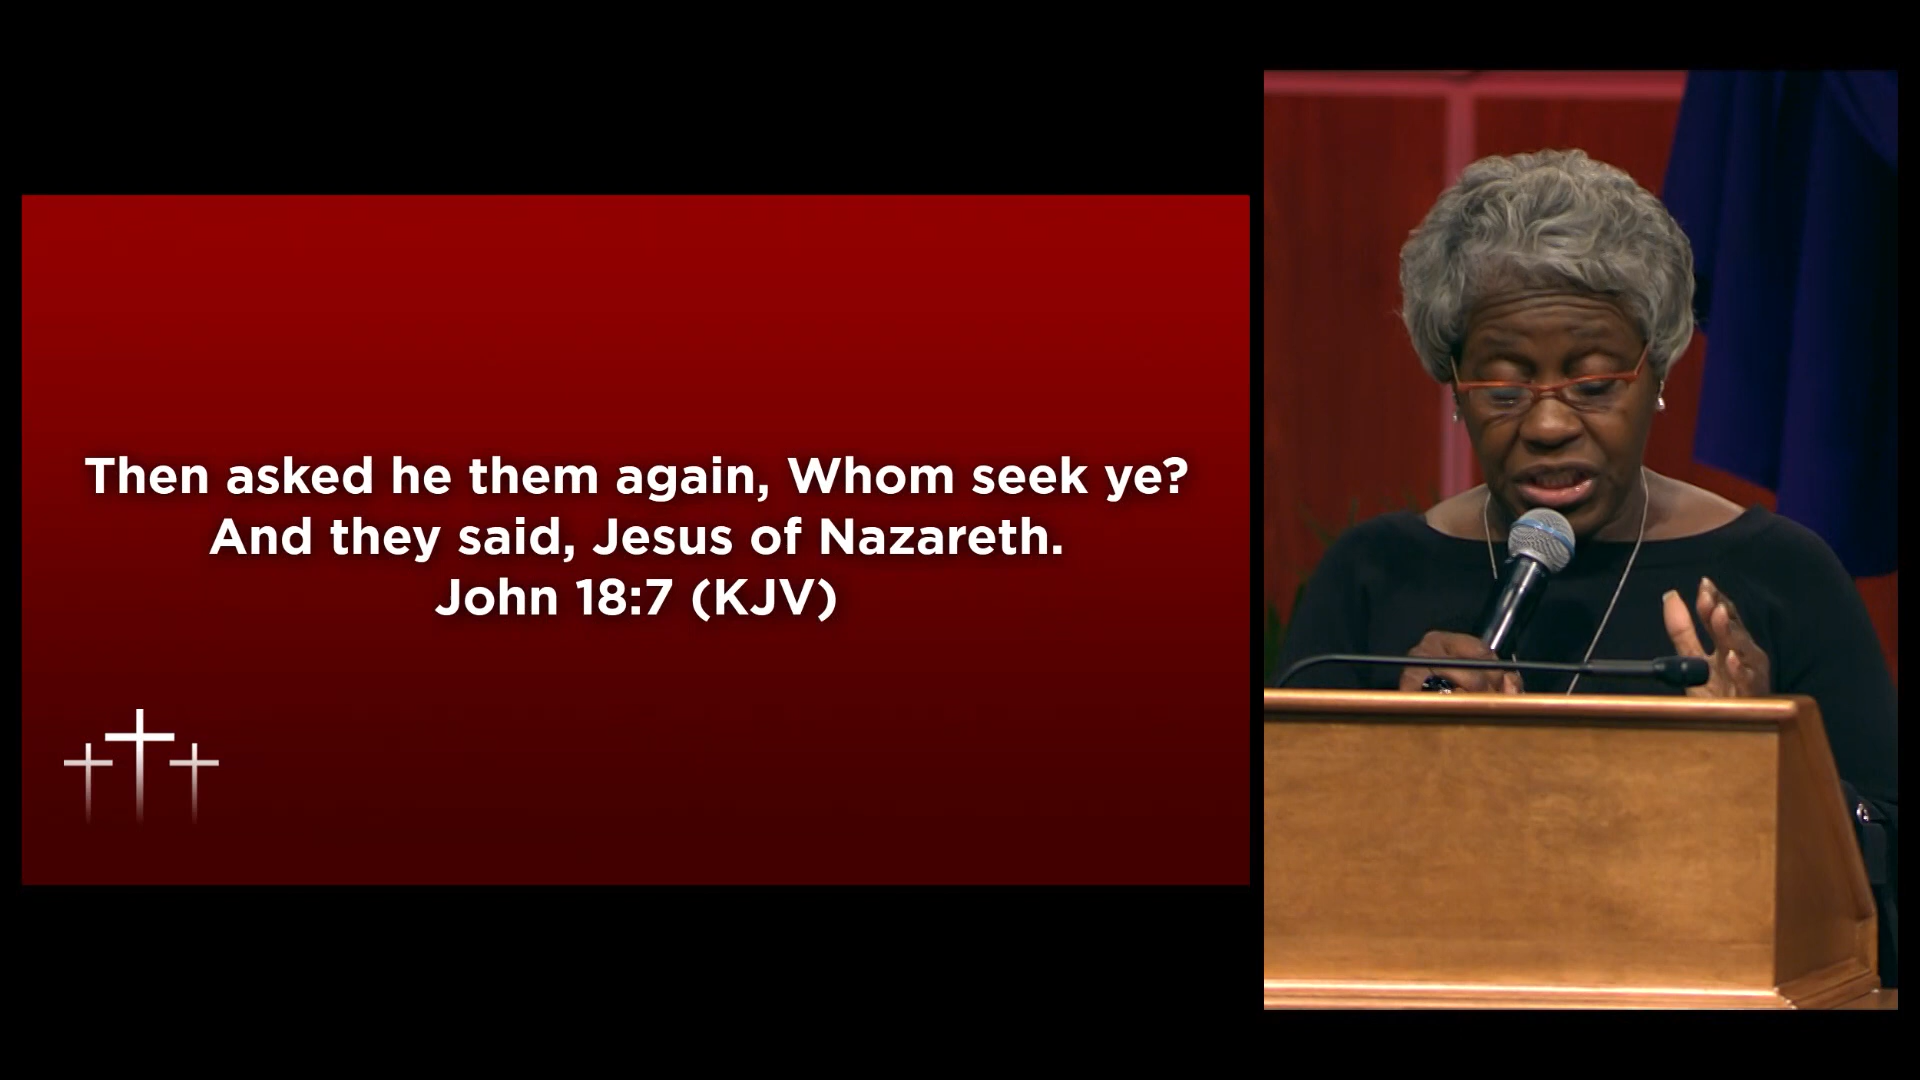 Then asked he them again, Whom seek ye?
And they said, Jesus of Nazareth.
John 18:7 (KJV)